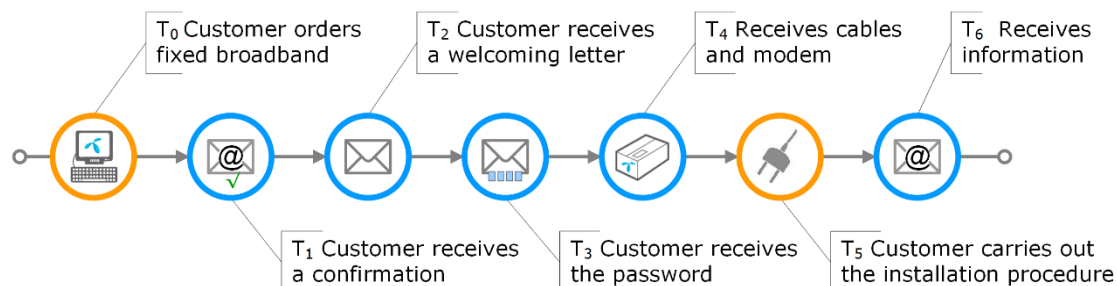 T₀ Customer orders
fixed broadband
T₂ Customer receives
a welcoming letter
T₄ Receives cables
and modem
T₆ Receives
information
@
√
@
T₁ Customer receives
a confirmation
T₃ Customer receives
the password
T₅ Customer carries out
the installation procedure